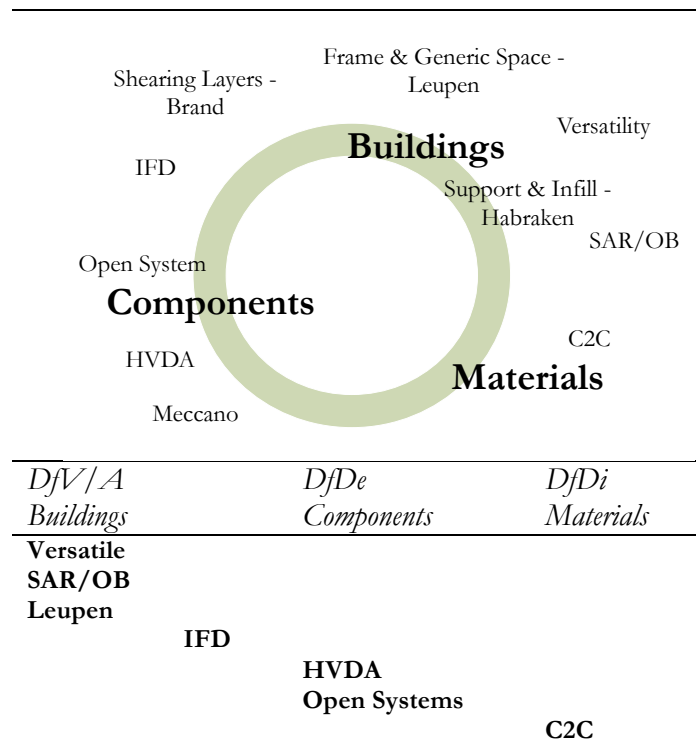 Frame & Generic Space -
Leupen
Shearing Layers -
Brand
Versatility
Buildings
IFD
Support & Infill -
Habraken
SAR/OB
Open System
Components
C2C
HVDA
Materials
Meccano
DfV/A DfDe DfDi
Buildings Components Materials
Versatile
SAR/OB
Leupen
IFD
HVDA
Open Systems
C2C